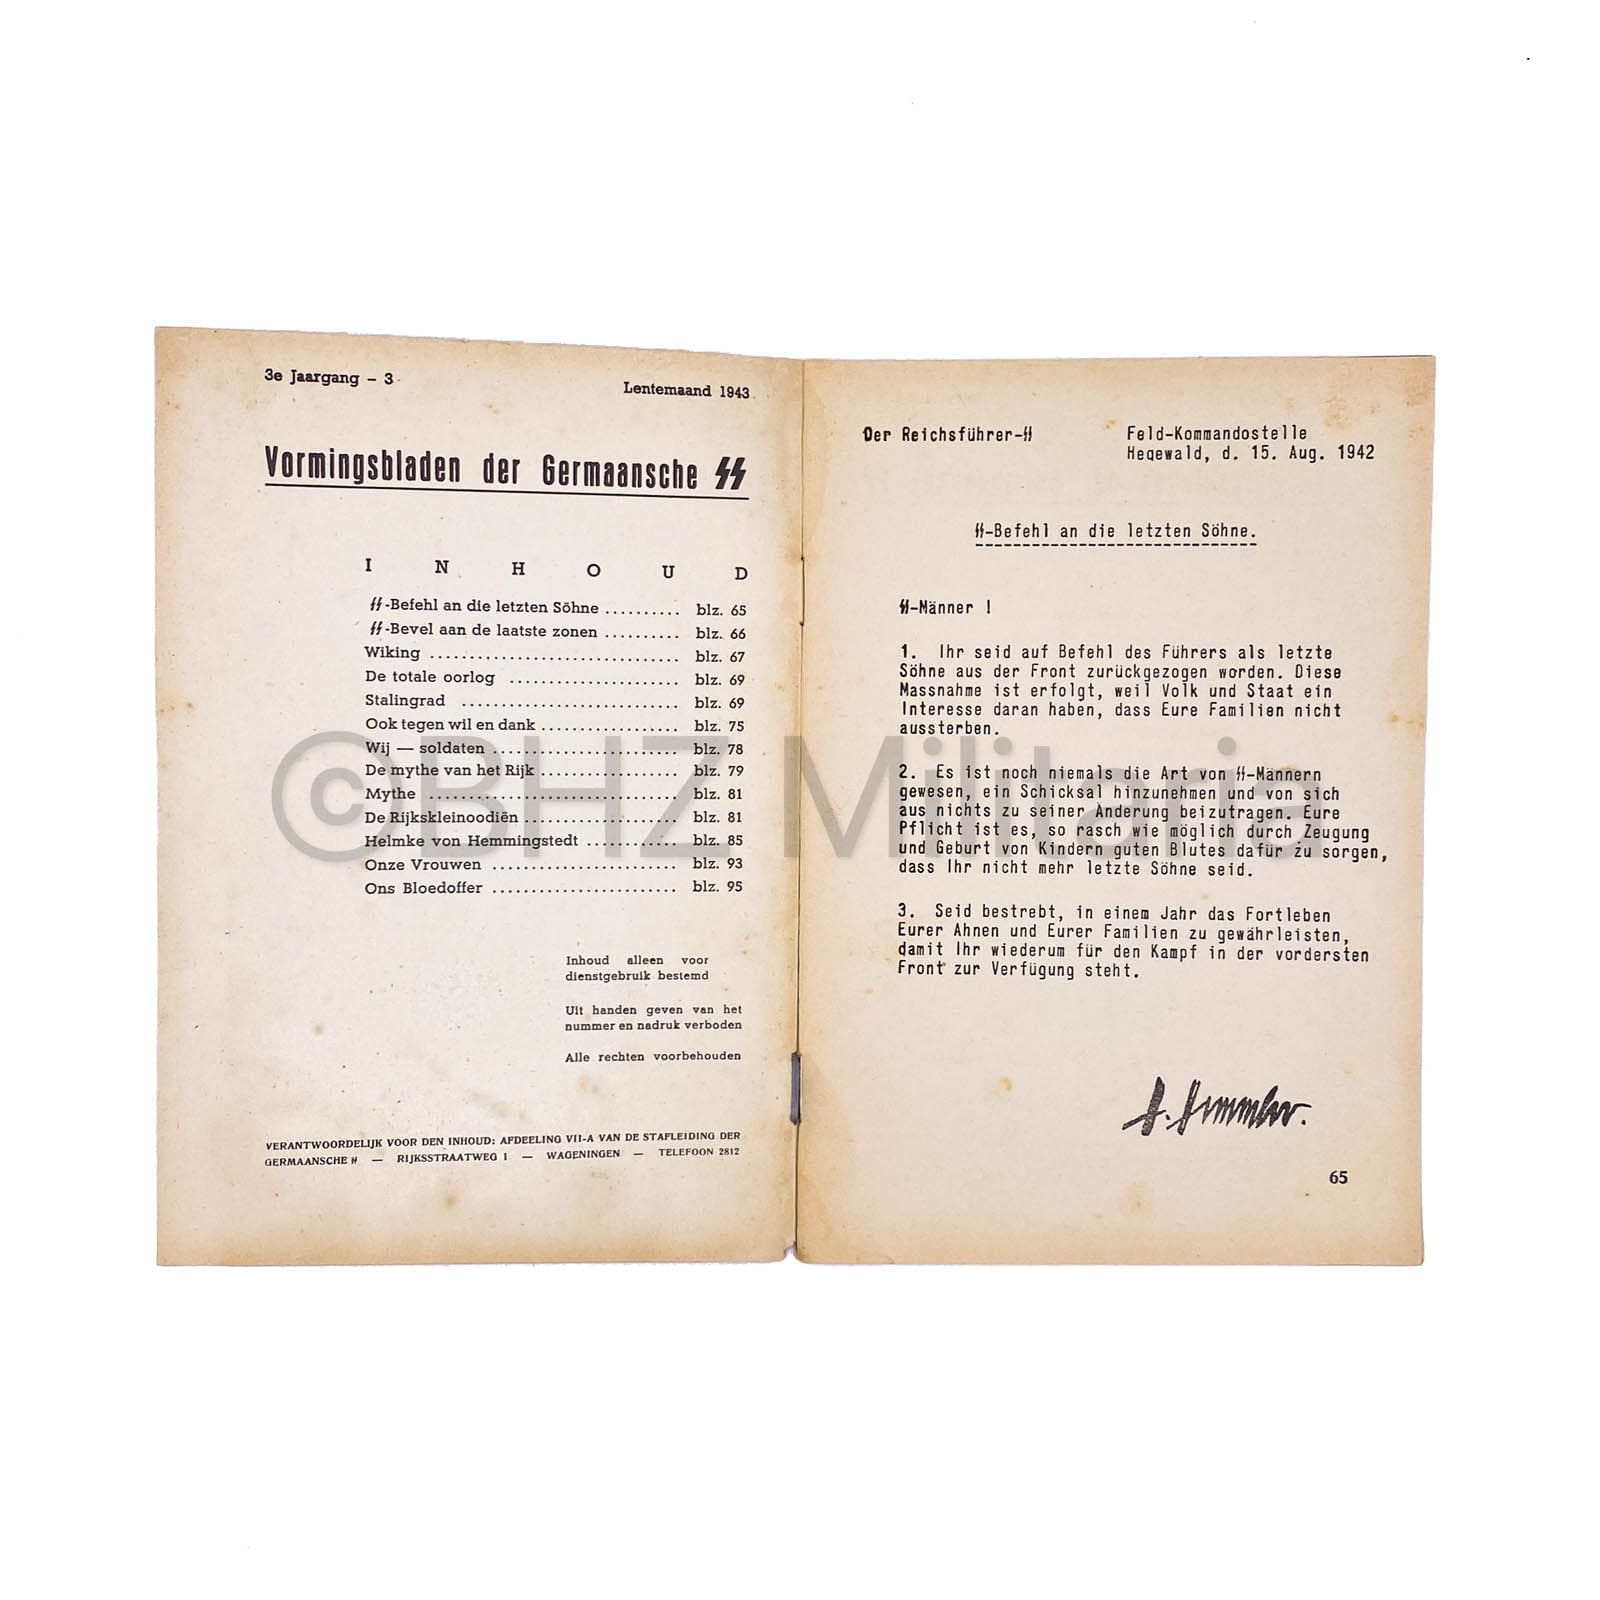 3e Jaargang - 3
Lentemaand 1943
Vormingsbladen der Germaansche SS
INHOUD
SS-Befehl an die letzten Söhne .......... blz. 65
SS-Bevel aan de laatste zonen .......... blz. 66
Wiking ................................ blz. 67
De totale oorlog ...................... blz. 69
Stalingrad ............................ blz. 69
Ook tegen wil en dank .................. blz. 75
Wij — soldaten ........................ blz. 78
De mythe van het Rijk .................. blz. 79
Mythe ................................ blz. 81
De Rijkskleinoodiën .................... blz. 81
Helmke von Hemmingstedt ............ blz. 85
Onze Vrouwen ........................ blz. 93
Ons Bloedoffer ........................ blz. 95
Inhoud alleen voor
dienstgebruik bestemd
Uit handen geven van het
nummer en nadruk verboden
Alle rechten voorbehouden
VERANTWOORDELIJK VOOR DEN INHOUD: AFDEELING VII-A VAN DE STAFLEIDING DER
GERMAANSCHE SS — RIJKSSTRAATWEG 1 — WAGENINGEN — TELEFOON 2812
Der Reichsführer-SS
Feld-Kommandostelle
Hegewald, d. 15. Aug. 1942
SS-Befehl an die letzten Söhne.
SS-Männer !
1. Ihr seid auf Befehl des Führers als letzte
Söhne aus der Front zurückgezogen worden. Diese
Massnahme ist erfolgt, weil Volk und Staat ein
Interesse daran haben, dass Eure Familien nicht
aussterben.
2. Es ist noch niemals die Art von SS-Männern
gewesen, ein Schicksal hinzunehmen und von sich
aus nichts zu seiner Änderung beizutragen. Eure
Pflicht ist es, so rasch wie möglich durch Zeugung
und Geburt von Kindern guten Blutes dafür zu sorgen,
dass Ihr nicht mehr letzte Söhne seid.
3. Seid bestrebt, in einem Jahr das Fortleben
Eurer Ahnen und Eurer Familien zu gewährleisten,
damit Ihr wiederum für den Kampf in der vordersten
Front zur Verfügung steht.
H. Himmler.
65
©BHZ Militaria